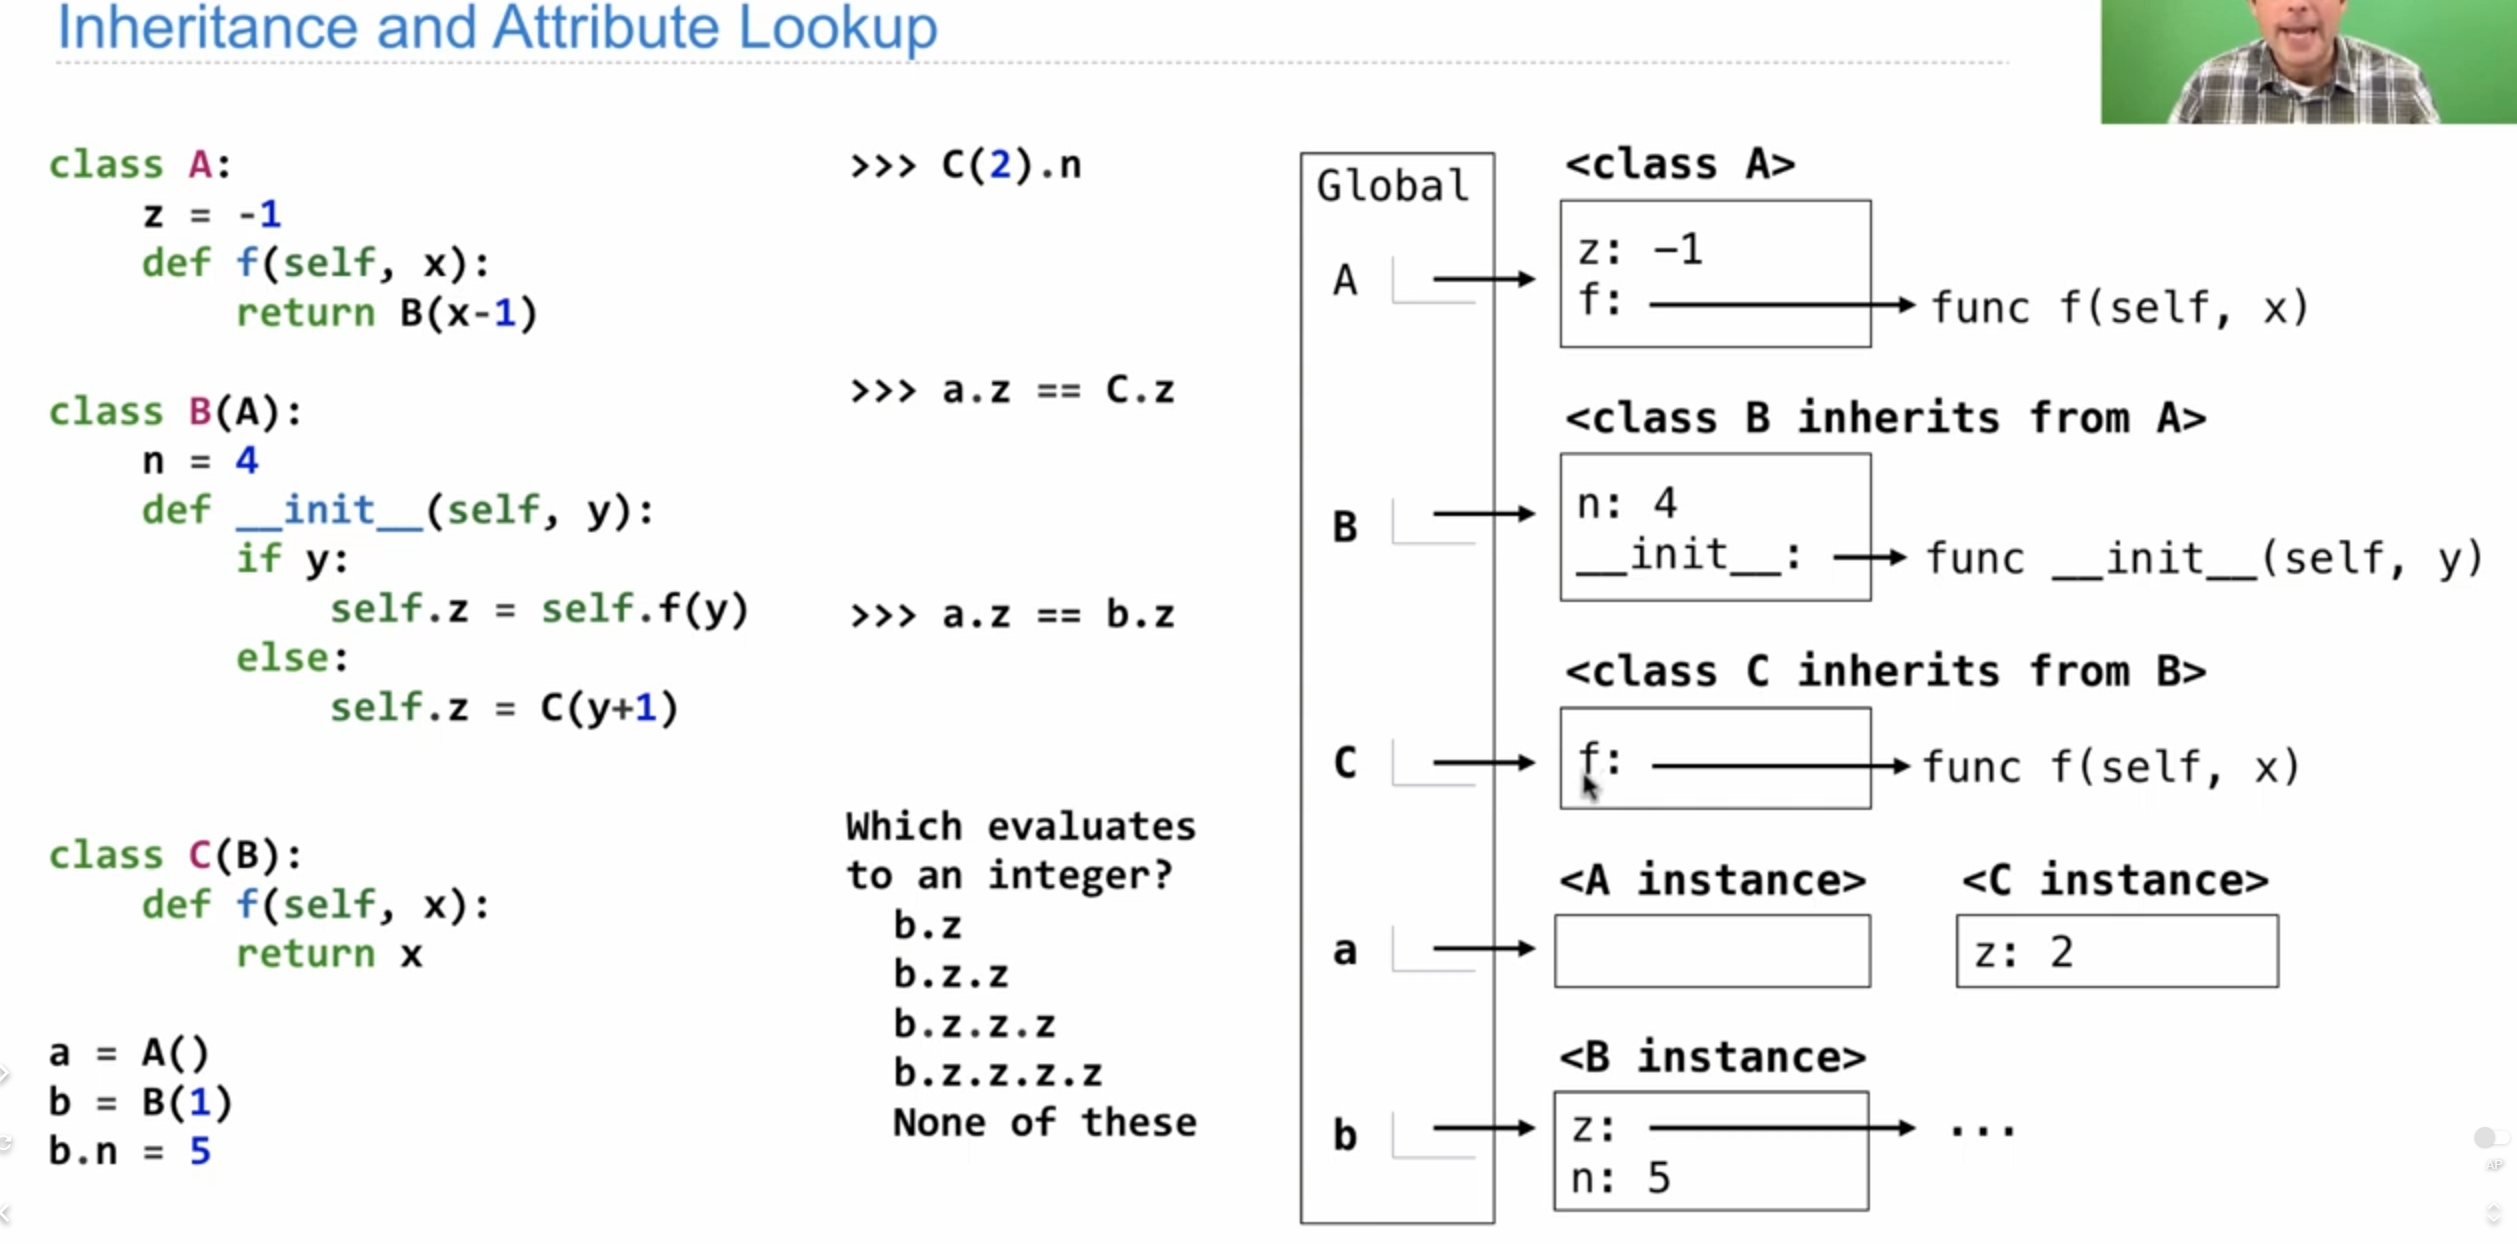 Inheritance and Attribute Lookup
class A:
    z = -1
    def f(self, x):
        return B(x-1)
class B(A):
    n = 4
    def __init__(self, y):
        if y:
            self.z = self.f(y)
        else:
            self.z = C(y+1)
class C(B):
    def f(self, x):
        return x
a = A()
b = B(1)
b.n = 5
>>> C(2).n
>>> a.z == C.z
>>> a.z == b.z
Which evaluates
to an integer?
b.z
b.z.z
b.z.z.z
b.z.z.z.z
None of these
Global
A
B
C
a
b
<class A>
z: −1
f:
func f(self, x)
<class B inherits from A>
n: 4
__init__:
func __init__(self, y)
<class C inherits from B>
f:
func f(self, x)
<A instance>
<C instance>
z: 2
<B instance>
z:
...
n: 5
AP